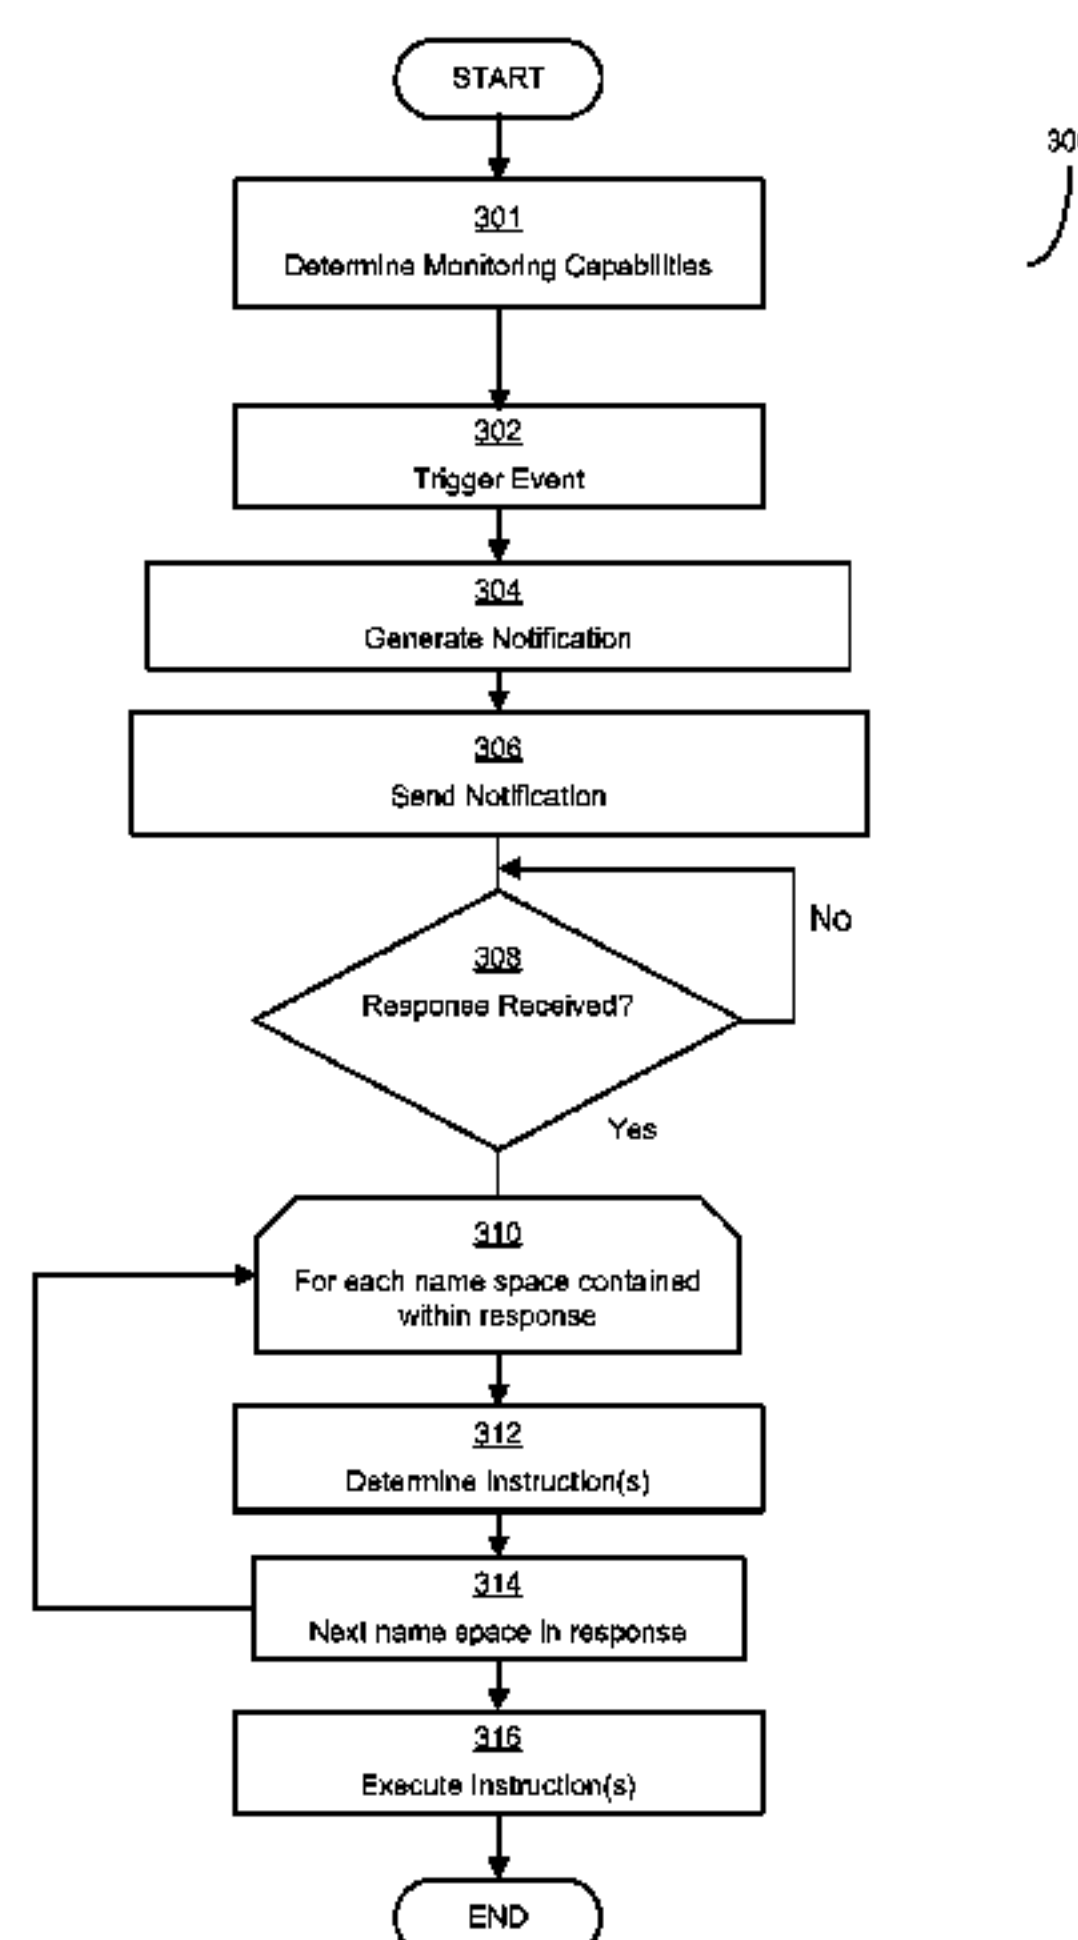 START
301
Determine Monitoring Capabilities
302
Trigger Event
304
Generate Notification
306
Send Notification
No
308
Response Received?
Yes
310
For each name space contained
within response
312
Determine Instruction(s)
314
Next name space in response
316
Execute Instruction(s)
END